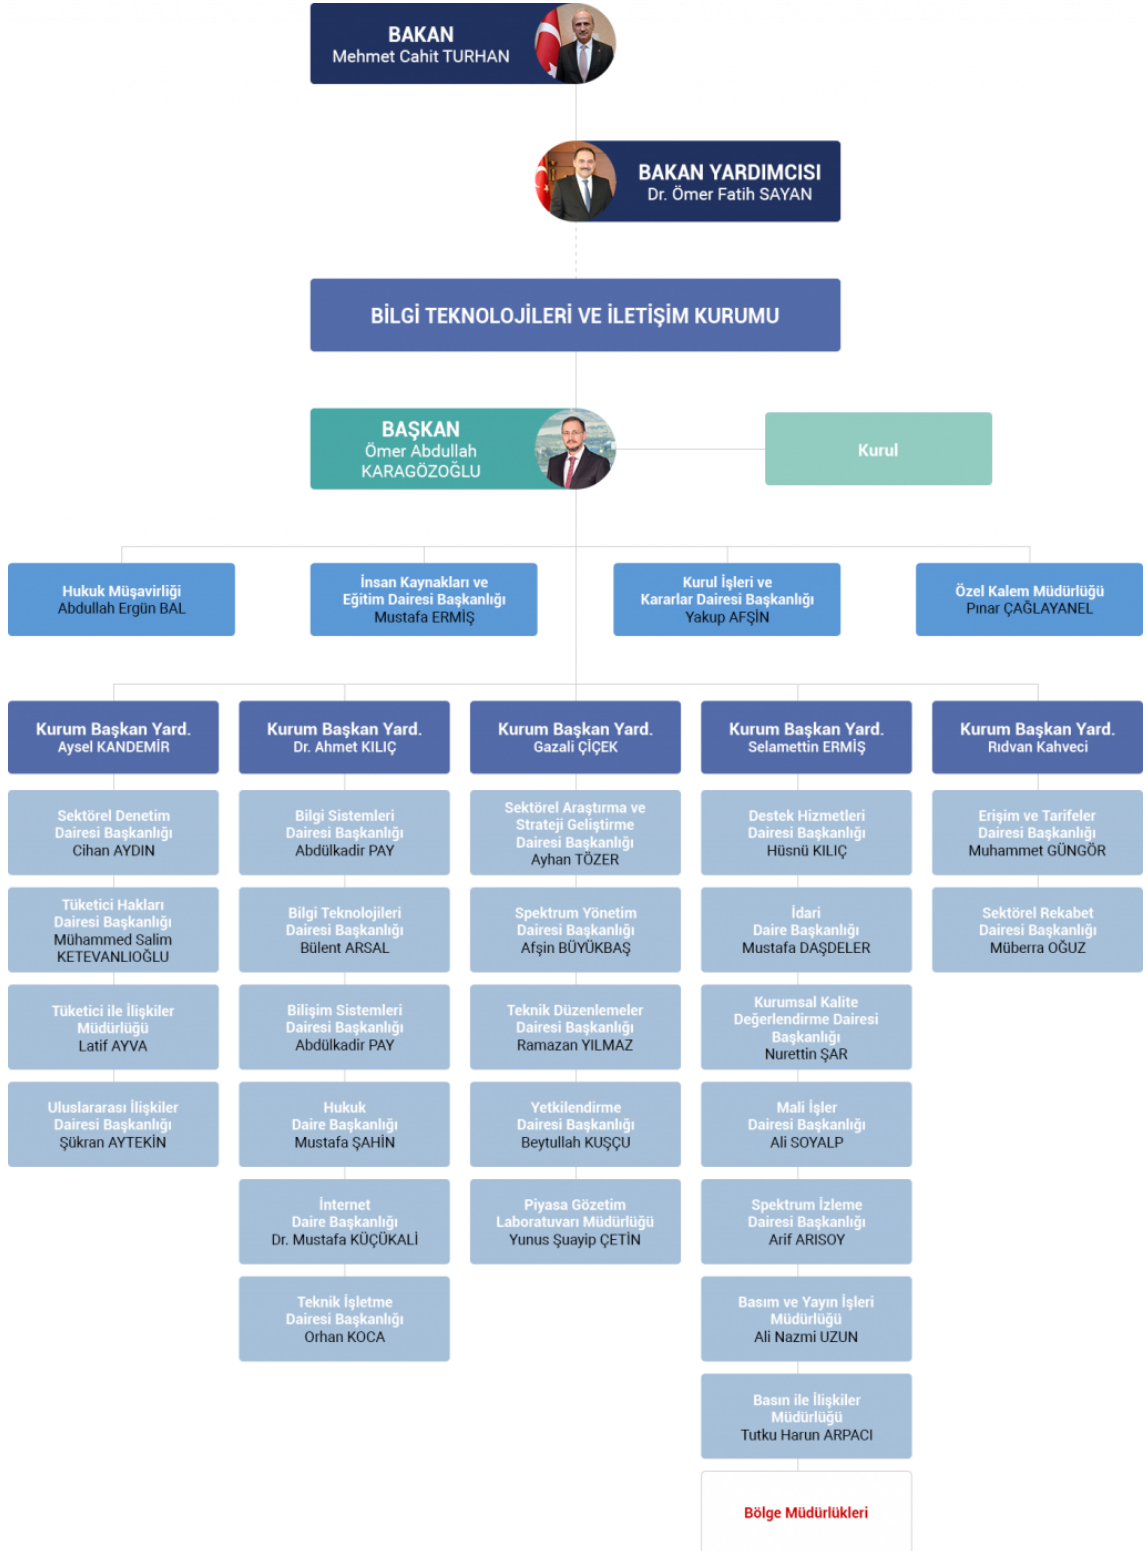 BAKAN
Mehmet Cahit TURHAN
BAKAN YARDIMCISI
Dr. Ömer Fatih SAYAN
BİLGİ TEKNOLOJİLERİ VE İLETİŞİM KURUMU
BAŞKAN
Ömer Abdullah
KARAGÖZOĞLU
Kurul
Hukuk Müşavirliği
Abdullah Ergün BAL
İnsan Kaynakları ve
Eğitim Dairesi Başkanlığı
Mustafa ERMİŞ
Kurul İşleri ve
Kararlar Dairesi Başkanlığı
Yakup AFŞİN
Özel Kalem Müdürlüğü
Pınar ÇAĞLAYANEL
Kurum Başkan Yard.
Aysel KANDEMİR
Sektörel Denetim
Dairesi Başkanlığı
Cihan AYDIN
Tüketici Hakları
Dairesi Başkanlığı
Mühammed Salim
KETEVANLIOĞLU
Tüketici ile İlişkiler
Müdürlüğü
Latif AYVA
Uluslararası İlişkiler
Dairesi Başkanlığı
Şükran AYTEKİN
Kurum Başkan Yard.
Dr. Ahmet KILIÇ
Bilgi Sistemleri
Dairesi Başkanlığı
Abdülkadir PAY
Bilgi Teknolojileri
Dairesi Başkanlığı
Bülent ARSAL
Bilişim Sistemleri
Dairesi Başkanlığı
Abdülkadir PAY
Hukuk
Daire Başkanlığı
Mustafa ŞAHİN
İnternet
Daire Başkanlığı
Dr. Mustafa KÜÇÜKALİ
Teknik İşletme
Dairesi Başkanlığı
Orhan KOCA
Kurum Başkan Yard.
Gazali ÇİÇEK
Sektörel Araştırma ve
Strateji Geliştirme
Dairesi Başkanlığı
Ayhan TÖZER
Spektrum Yönetim
Dairesi Başkanlığı
Afşin BÜYÜKBAŞ
Teknik Düzenlemeler
Dairesi Başkanlığı
Ramazan YILMAZ
Yetkilendirme
Dairesi Başkanlığı
Beytullah KUŞÇU
Piyasa Gözetim
Laboratuvarı Müdürlüğü
Yunus Şuayip ÇETİN
Kurum Başkan Yard.
Selamettin ERMİŞ
Destek Hizmetleri
Dairesi Başkanlığı
Hüsnü KILIÇ
İdari
Daire Başkanlığı
Mustafa DAŞDELER
Kurumsal Kalite
Değerlendirme Dairesi
Başkanlığı
Nurettin ŞAR
Mali İşler
Dairesi Başkanlığı
Ali SOYALP
Spektrum İzleme
Dairesi Başkanlığı
Arif ARISOY
Basım ve Yayın İşleri
Müdürlüğü
Ali Nazmi UZUN
Basın ile İlişkiler
Müdürlüğü
Tutku Harun ARPACI
Bölge Müdürlükleri
Kurum Başkan Yard.
Rıdvan Kahveci
Erişim ve Tarifeler
Dairesi Başkanlığı
Muhammet GÜNGÖR
Sektörel Rekabet
Dairesi Başkanlığı
Müberra OĞUZ